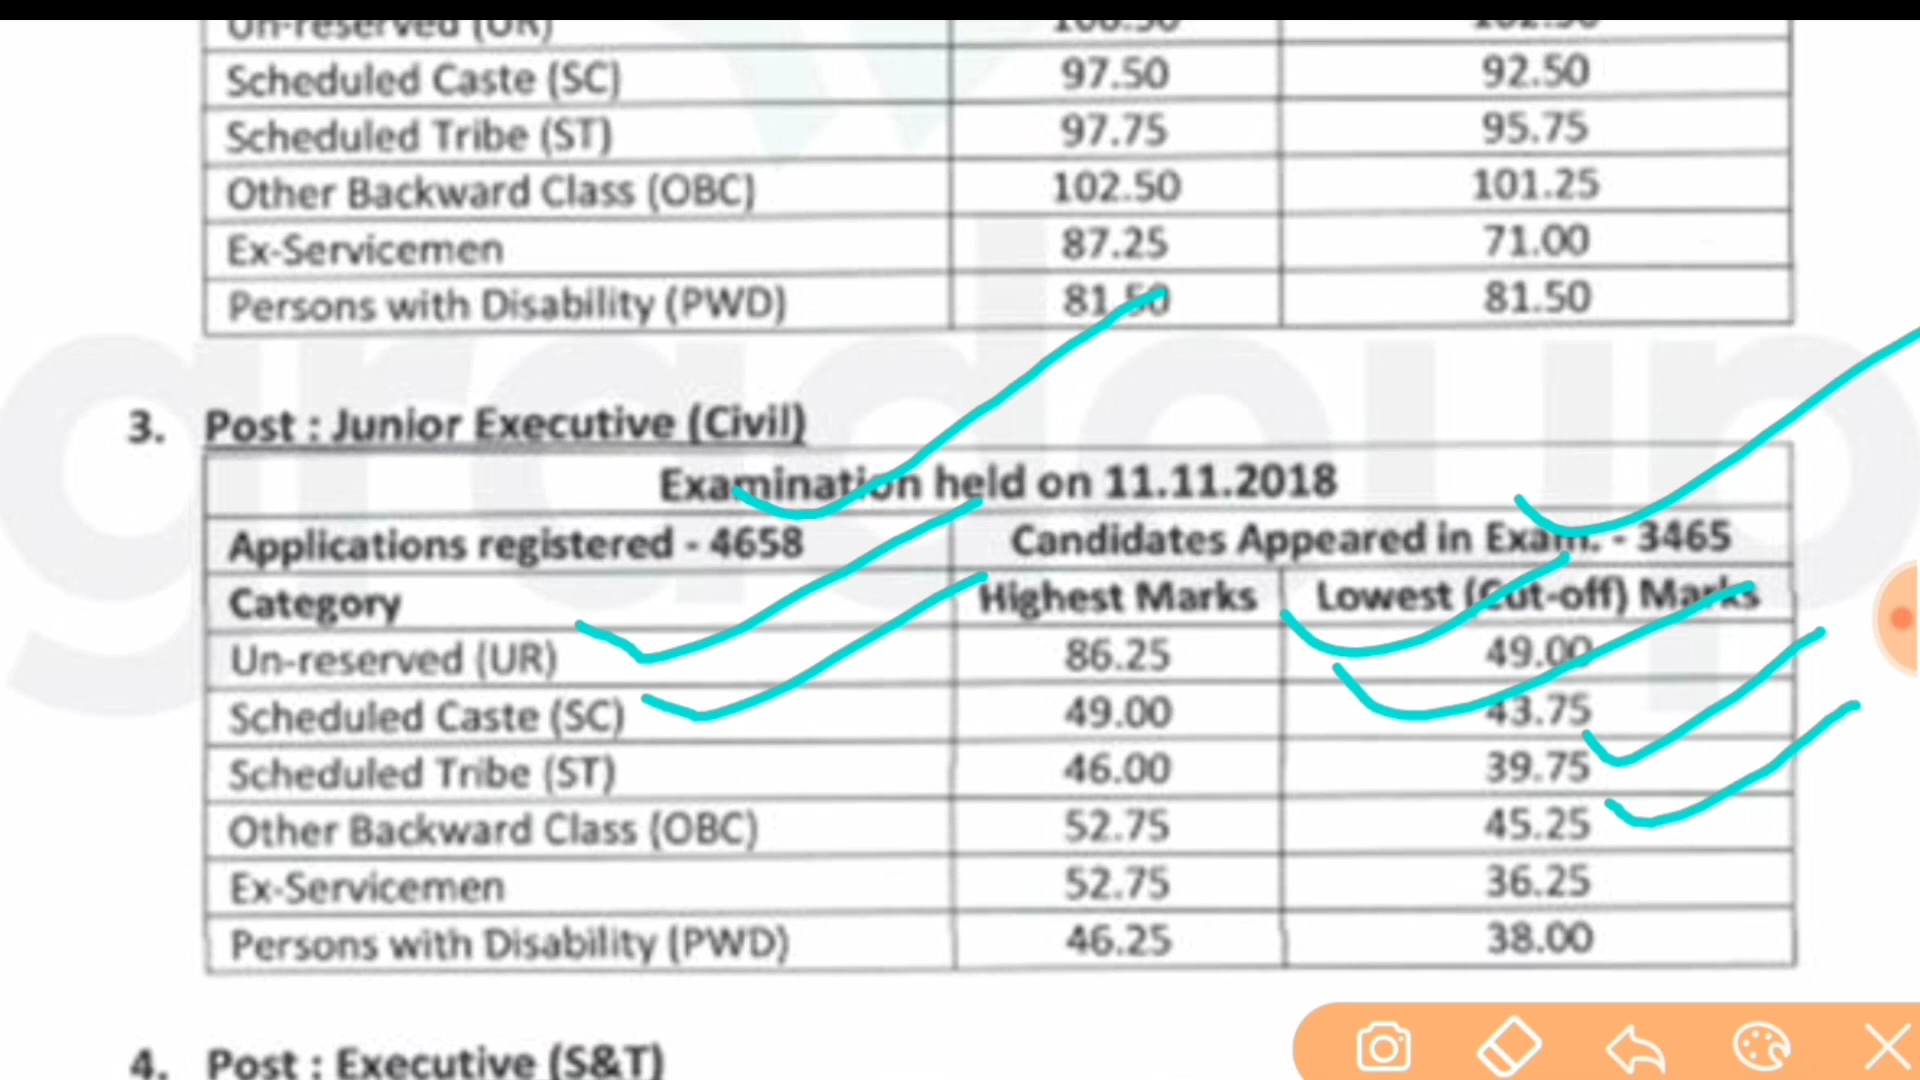 Un-reserved (UR)
Scheduled Caste (SC) 97.50 92.50
Scheduled Tribe (ST) 97.75 95.75
Other Backward Class (OBC) 102.50 101.25
Ex-Servicemen 87.25 71.00
Persons with Disability (PWD) 81.50 81.50
3. Post : Junior Executive (Civil)
Examination held on 11.11.2018
Applications registered - 4658 Candidates Appeared in Exam. - 3465
Category Highest Marks Lowest (Cut-off) Marks
Un-reserved (UR) 86.25 49.00
Scheduled Caste (SC) 49.00 43.75
Scheduled Tribe (ST) 46.00 39.75
Other Backward Class (OBC) 52.75 45.25
Ex-Servicemen 52.75 36.25
Persons with Disability (PWD) 46.25 38.00
4. Post : Executive (S&T)
gradeup